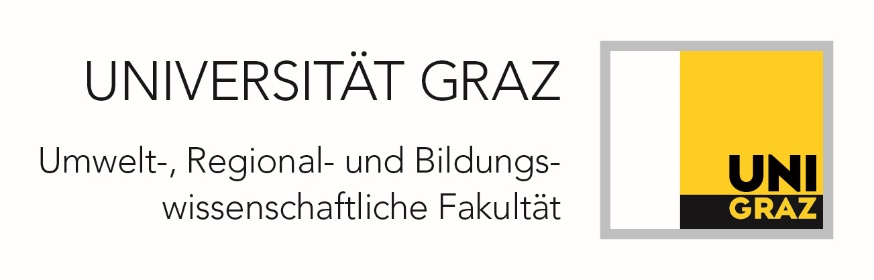 UNIVERSITÄT GRAZ
Umwelt-, Regional- und Bildungs-
wissenschaftliche Fakultät
UNI
GRAZ